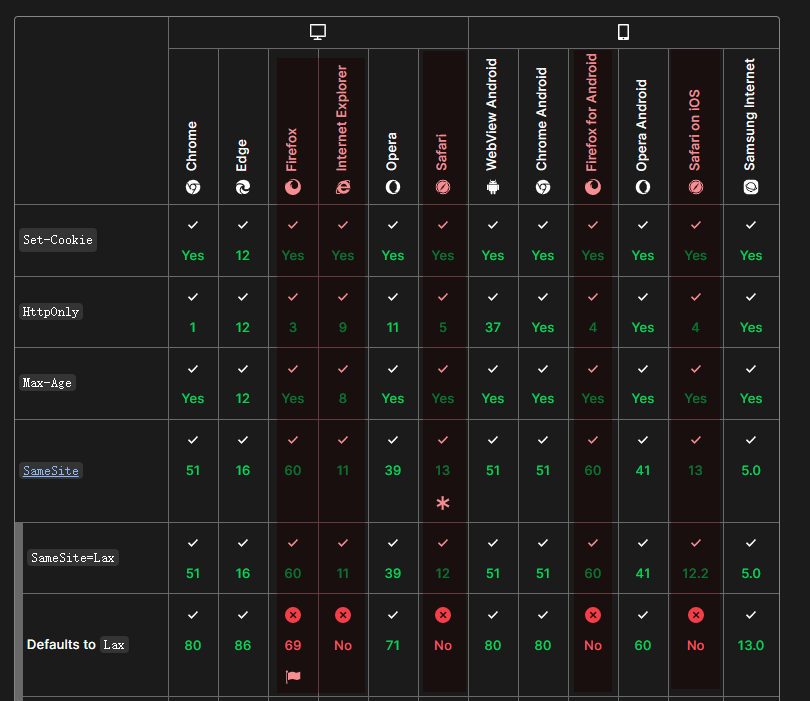 Chrome
Edge
Firefox
Internet Explorer
Opera
Safari
WebView Android
Chrome Android
Firefox for Android
Opera Android
Safari on iOS
Samsung Internet
Set-Cookie
Yes 12 Yes Yes Yes Yes Yes Yes Yes Yes Yes Yes
HttpOnly
1 12 3 9 11 5 37 Yes 4 Yes 4 Yes
Max-Age
Yes 12 Yes 8 Yes Yes Yes Yes Yes Yes Yes Yes
SameSite
51 16 60 11 39 13 51 51 60 41 13 5.0
*
SameSite=Lax
51 16 60 11 39 12 51 51 60 41 12.2 5.0
Defaults to Lax
80 86 69 No 71 No 80 80 No 60 No 13.0